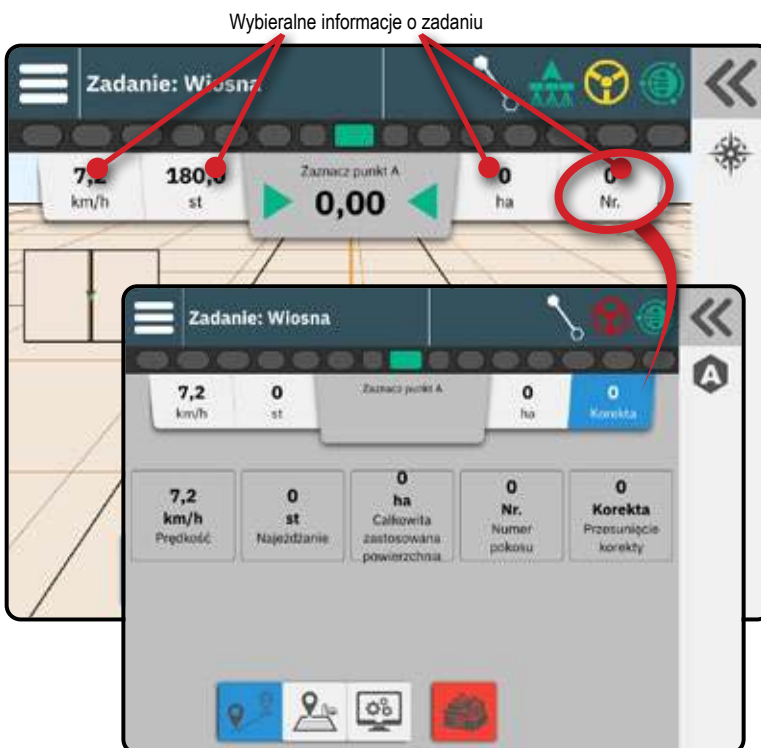 Wybieralne informacje o zadaniu
Zadanie: Wiosna
7,2
km/h
180,0
st
Zaznacz punkt A
0,00
0
ha
0
Nr.
Zadanie: Wiosna
7,2
km/h
0
st
Zaznacz punkt A
0
ha
0
Korekta
A
7,2
km/h
Prędkość
0
st
Najeżdżanie
0
ha
Całkowita
zastosowana
powierzchnia
0
Nr.
Numer
pokosu
0
Korekta
Przesunięcie
korekty